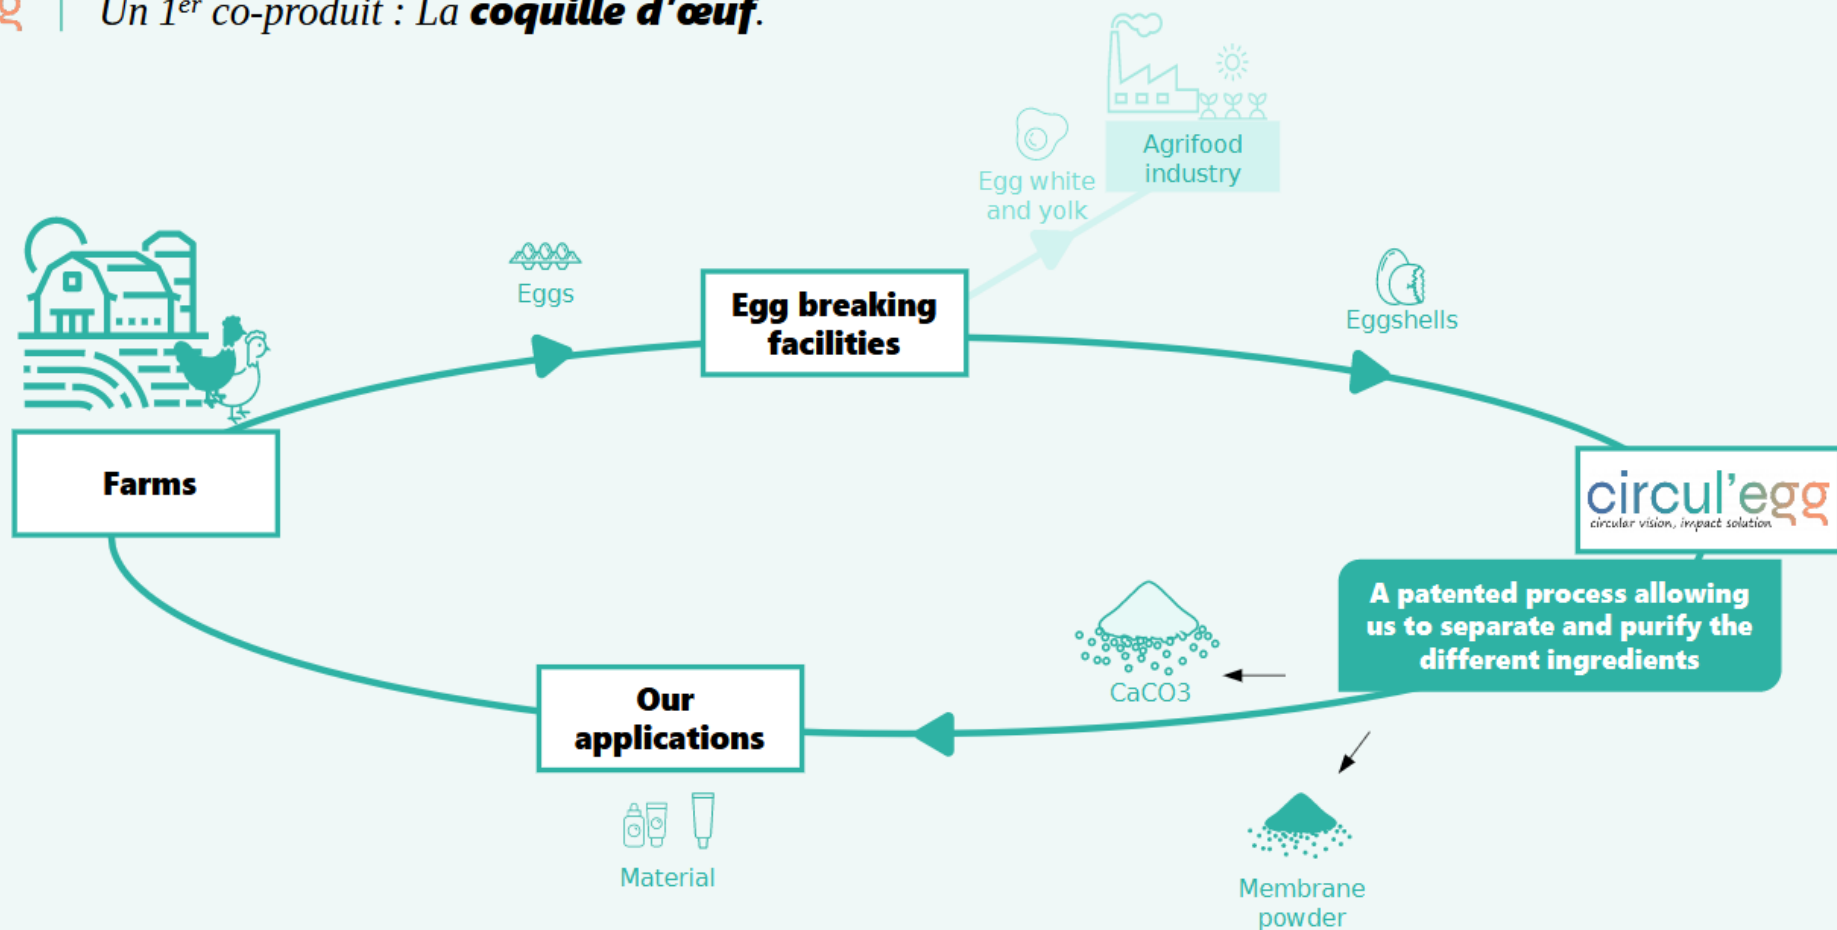 g
Un 1er co-produit : La coquille d'œuf.
Agrifood
industry
Egg white
and yolk
Eggs
Egg breaking
facilities
Eggshells
Farms
circul'egg
circular vision, impact solution
A patented process allowing
us to separate and purify the
different ingredients
CaCO3
Our
applications
Material
Membrane
powder